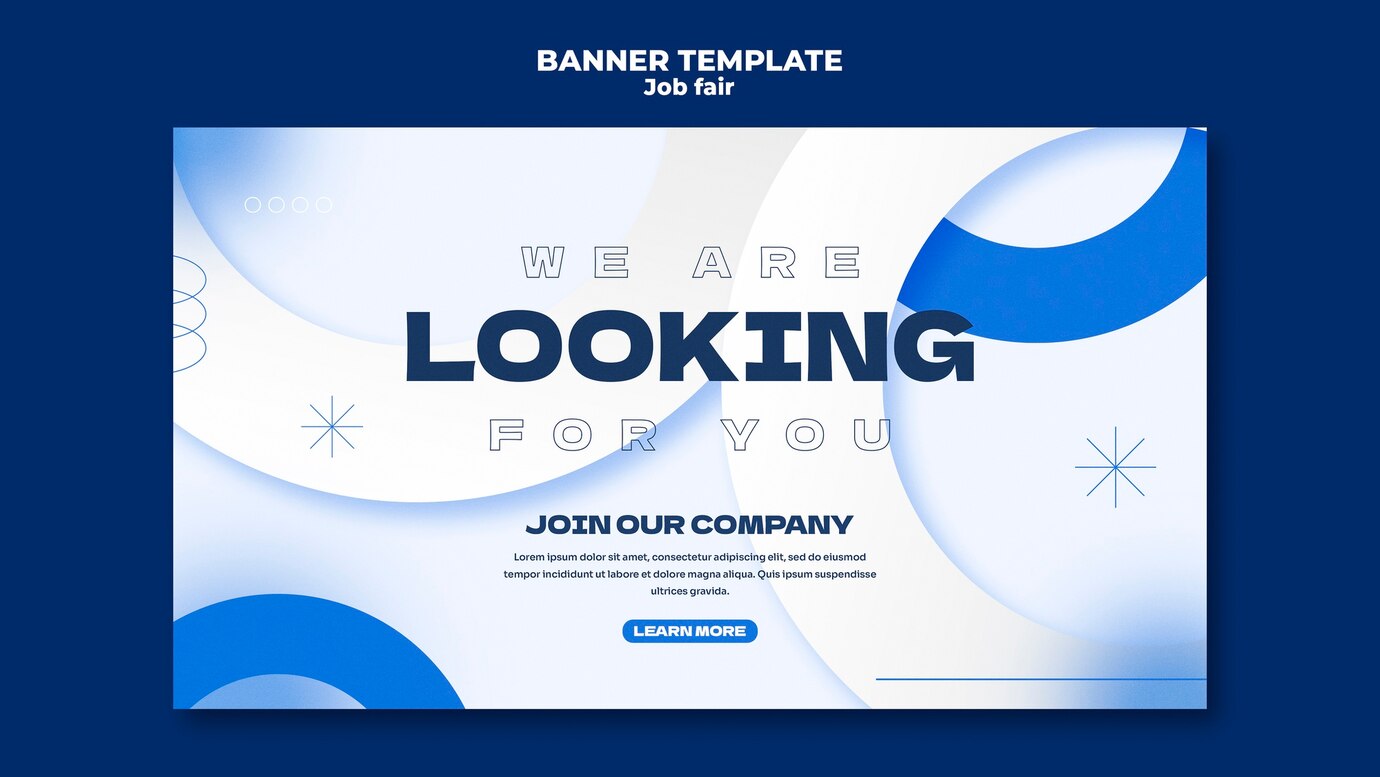 BANNER TEMPLATE
Job fair
WE ARE
LOOKING
FOR YOU
JOIN OUR COMPANY
Lorem ipsum dolor sit amet, consectetur adipiscing elit, sed do eiusmod
tempor incididunt ut labore et dolore magna aliqua. Quis ipsum suspendisse
ultrices gravida.
LEARN MORE